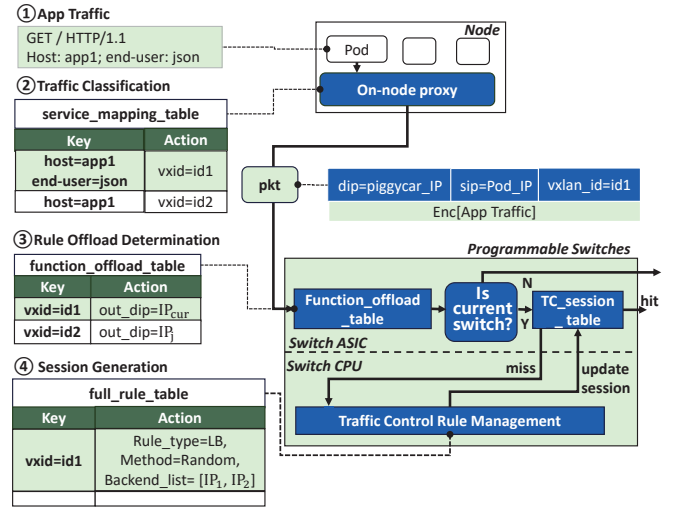 ①App Traffic
GET / HTTP/1.1
Host: app1; end-user: json
Node
Pod
On-node proxy
②Traffic Classification
service_mapping_table
Key Action
host=app1
end-user=json
vxid=id1
host=app1 vxid=id2
pkt
dip=piggycar_IP sip=Pod_IP vxlan_id=id1
Enc[App Traffic]
③Rule Offload Determination
function_offload_table
Key Action
vxid=id1 out_dip=IPcur
vxid=id2 out_dip=IPj
Programmable Switches
Function_offload
_table
Is
current
switch?
N
Y
TC_session
_table
hit
Switch ASIC
Switch CPU
miss
update
session
Traffic Control Rule Management
④ Session Generation
full_rule_table
Key Action
vxid=id1
Rule_type=LB,
Method=Random,
Backend_list= [IP1, IP2]